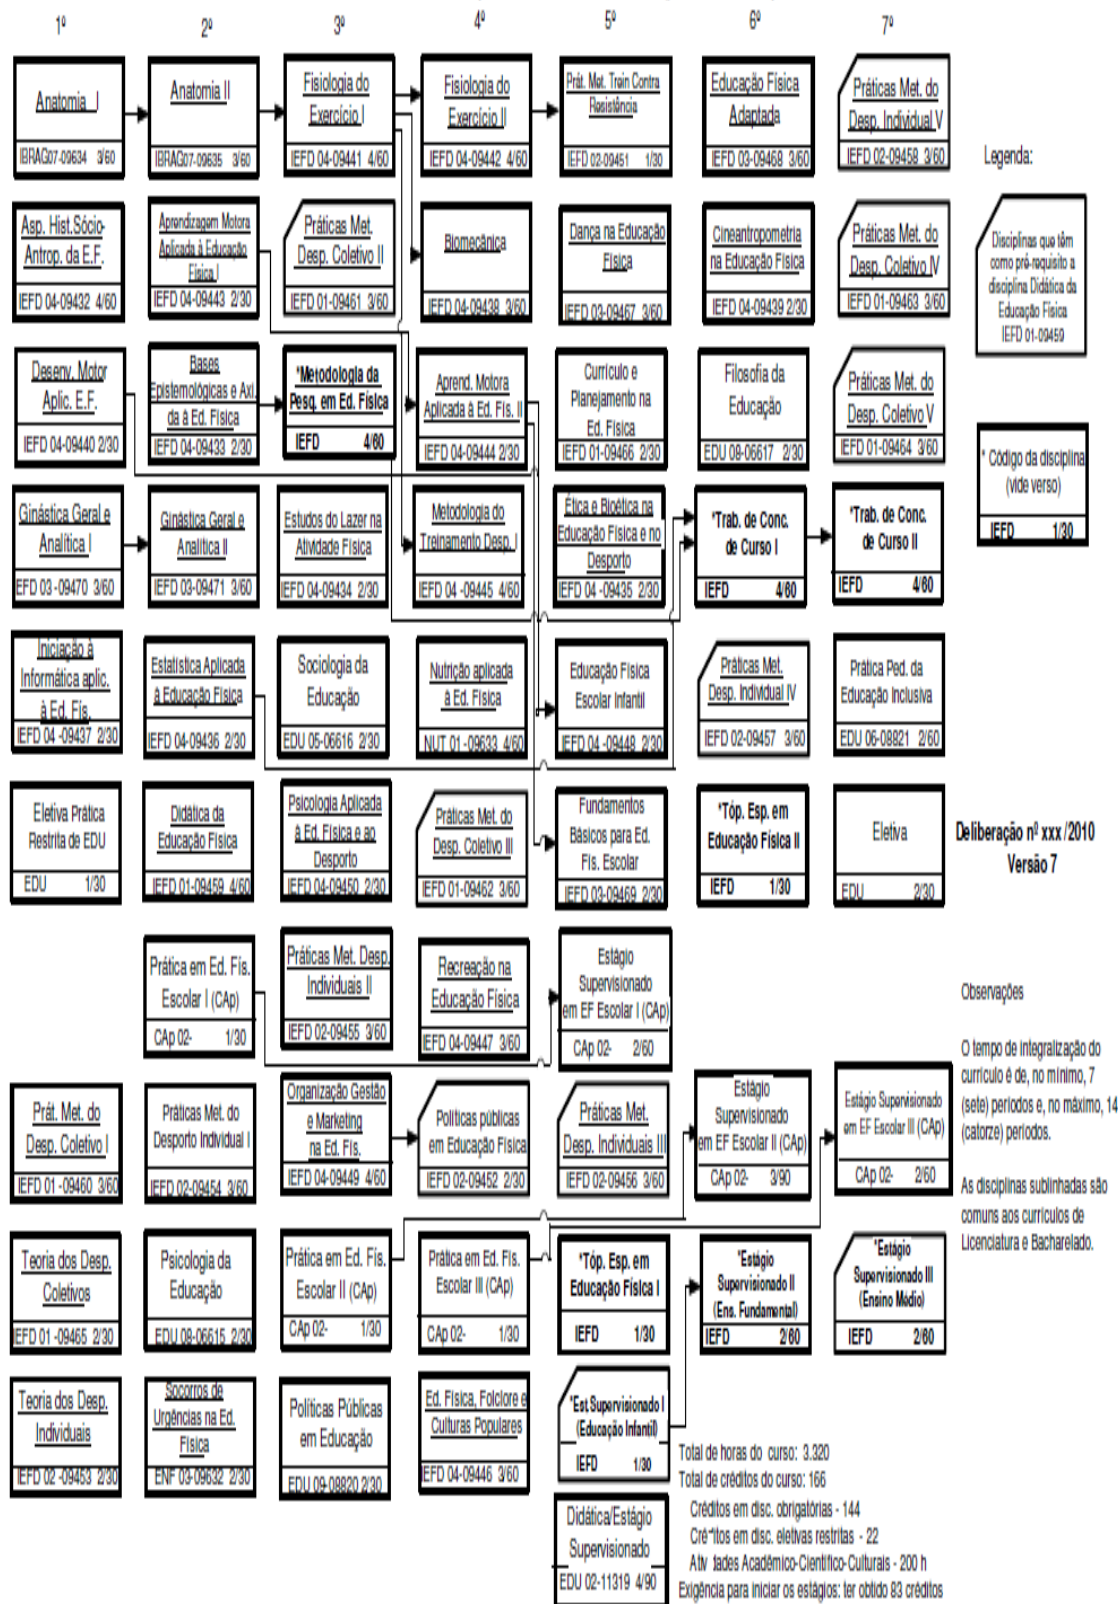 1º
2º
3º
4º
5º
6º
7º
Anatomia I
IBRAG07-09634 3/60
Anatomia II
IBRAG07-09635 3/60
Fisiologia do
Exercício I
IEFD 04-09441 4/60
Fisiologia do
Exercício II
IEFD 04-09442 4/60
Prát. Met. Trein Contra
Resistência
IEFD 02-09451 1/30
Educação Física
Adaptada
IEFD 03-09468 3/60
Práticas Met. do
Desp. Individual V
IEFD 02-09458 3/60
Legenda:
Asp. Hist.Sócio-
Antrop. da E.F.
IEFD 04-09432 4/60
Aprendizagem Motora
Aplicada à Educação
Física I
IEFD 04-09443 2/30
Práticas Met.
Desp. Coletivo II
IEFD 01-09461 3/60
Biomecânica
IEFD 04-09438 3/60
Dança na Educação
Física
IEFD 03-09467 3/60
Cineantropometria
na Educação Física
IEFD 04-09439 2/30
Práticas Met. do
Desp. Coletivo IV
IEFD 01-09463 3/60
Disciplinas que têm
como pré-requisito a
disciplina Didática da
Educação Física
IEFD 01-09459
Desenv. Motor
Aplic. E.F.
IEFD 04-09440 2/30
Bases
Epistemológicas e Axi.
da à Ed. Física
IEFD 04-09433 2/30
*Metodologia da
Pesq. em Ed. Física
IEFD 4/60
Aprend. Motora
Aplicada à Ed. Fís. II
IEFD 04-09444 2/30
Currículo e
Planejamento na
Ed. Física
IEFD 01-09466 2/30
Filosofia da
Educação
EDU 08-06617 2/30
Práticas Met. do
Desp. Coletivo V
IEFD 01-09464 3/60
* Código da disciplina
(vide verso)
IEFD 1/30
Ginástica Geral e
Analítica I
EFD 03 -09470 3/60
Ginástica Geral e
Analítica II
IEFD 03-09471 3/60
Estudos do Lazer na
Atividade Física
IEFD 04-09434 2/30
Metodologia do
Treinamento Desp. I
IEFD 04 -09445 4/60
Ética e Bioética na
Educação Física e no
Desporto
IEFD 04 -09435 2/30
*Trab. de Conc.
de Curso I
IEFD 4/60
*Trab. de Conc.
de Curso II
IEFD 4/60
Iniciação à
Informática aplic.
à Ed. Fís.
IEFD 04 -09437 2/30
Estatística Aplicada
à Educação Física
IEFD 04-09436 2/30
Sociologia da
Educação
EDU 05-06616 2/30
Nutrição aplicada
à Ed. Física
NUT 01 -09633 4/60
Educação Física
Escolar Infantil
IEFD 04 -09448 2/30
Práticas Met.
Desp. Individual IV
IEFD 02-09457 3/60
Prática Ped. da
Educação Inclusiva
EDU 06-08821 2/60
Eletiva Prática
Restrita de EDU
EDU 1/30
Didática da
Educação Física
IEFD 01-09459 4/60
Psicologia Aplicada
à Ed. Física e ao
Desporto
IEFD 04-09450 2/30
Práticas Met. do
Desp. Coletivo III
IEFD 01-09462 3/60
Fundamentos
Básicos para Ed.
Fís. Escolar
IEFD 03-09469 2/30
*Tóp. Esp. em
Educação Física II
IEFD 1/30
Eletiva
EDU 2/30
Deliberação nº xxx /2010
Versão 7
Prática em Ed. Fís.
Escolar I (CAp)
CAp 02- 1/30
Práticas Met. Desp.
Individuais II
IEFD 02-09455 3/60
Recreação na
Educação Física
IEFD 04-09447 3/60
Estágio
Supervisionado
em EF Escolar I (CAp)
CAp 02- 2/60
Observações
O tempo de integralização do
currículo é de, no mínimo, 7
(sete) períodos e, no máximo, 14
(catorze) períodos.
As disciplinas sublinhadas são
comuns aos currículos de
Licenciatura e Bacharelado.
Prát. Met. do
Desp. Coletivo I
IEFD 01 -09460 3/60
Práticas Met. do
Desporto Individual I
IEFD 02-09454 3/60
Organização Gestão
e Marketing
na Ed. Fís.
IEFD 04-09449 4/60
Políticas públicas
em Educação Física
IEFD 02-09452 2/30
Práticas Met.
Desp. Individuais III
IEFD 02-09456 3/60
Estágio
Supervisionado
em EF Escolar II (CAp)
CAp 02- 3/90
Estágio Supervisionado
em EF Escolar III (CAp)
CAp 02- 2/60
Teoria dos Desp.
Coletivos
IEFD 01 -09465 2/30
Psicologia da
Educação
EDU 08-06615 2/30
Prática em Ed. Fís.
Escolar II (CAp)
CAp 02- 1/30
Prática em Ed. Fís.
Escolar III (CAp)
CAp 02- 1/30
*Tóp. Esp. em
Educação Física I
IEFD 1/30
*Estágio
Supervisionado II
(Ens. Fundamental)
IEFD 2/60
*Estágio
Supervisionado III
(Ensino Médio)
IEFD 2/60
Teoria dos Desp.
Individuais
IEFD 02 -09453 2/30
Socorros de
Urgências na Ed.
Física
ENF 03-09632 2/30
Políticas Públicas
em Educação
EDU 09-08820 2/30
Ed. Física, Folclore e
Culturas Populares
IEFD 04-09446 3/60
*Est Supervisionado I
(Educação Infantil)
IEFD 1/30
Didática/Estágio
Supervisionado
EDU 02-11319 4/90
Total de horas do curso: 3.320
Total de créditos do curso: 166
Créditos em disc. obrigatórias - 144
Créditos em disc. eletivas restritas - 22
Ativ dades Acadêmico-Científico-Culturais - 200 h
Exigência para iniciar os estágios: ter obtido 83 créditos